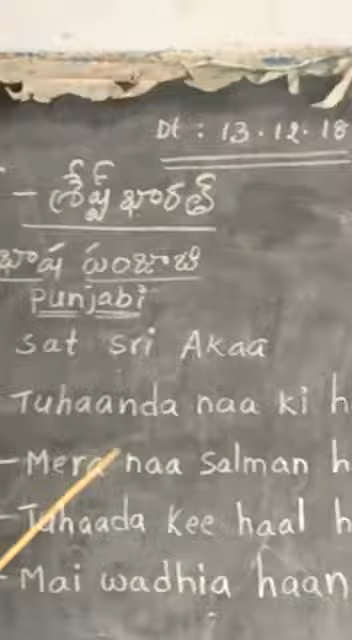 Dt : 13.12.18
- శ్రేష్ఠ్ భారత్
భాష పంజాబి
Punjabi
Sat Sri Akaa
Tuhaanda naa ki h
- Mera naa Salman h
- Tuhaada Kee haal h
- Mai wadhia haan